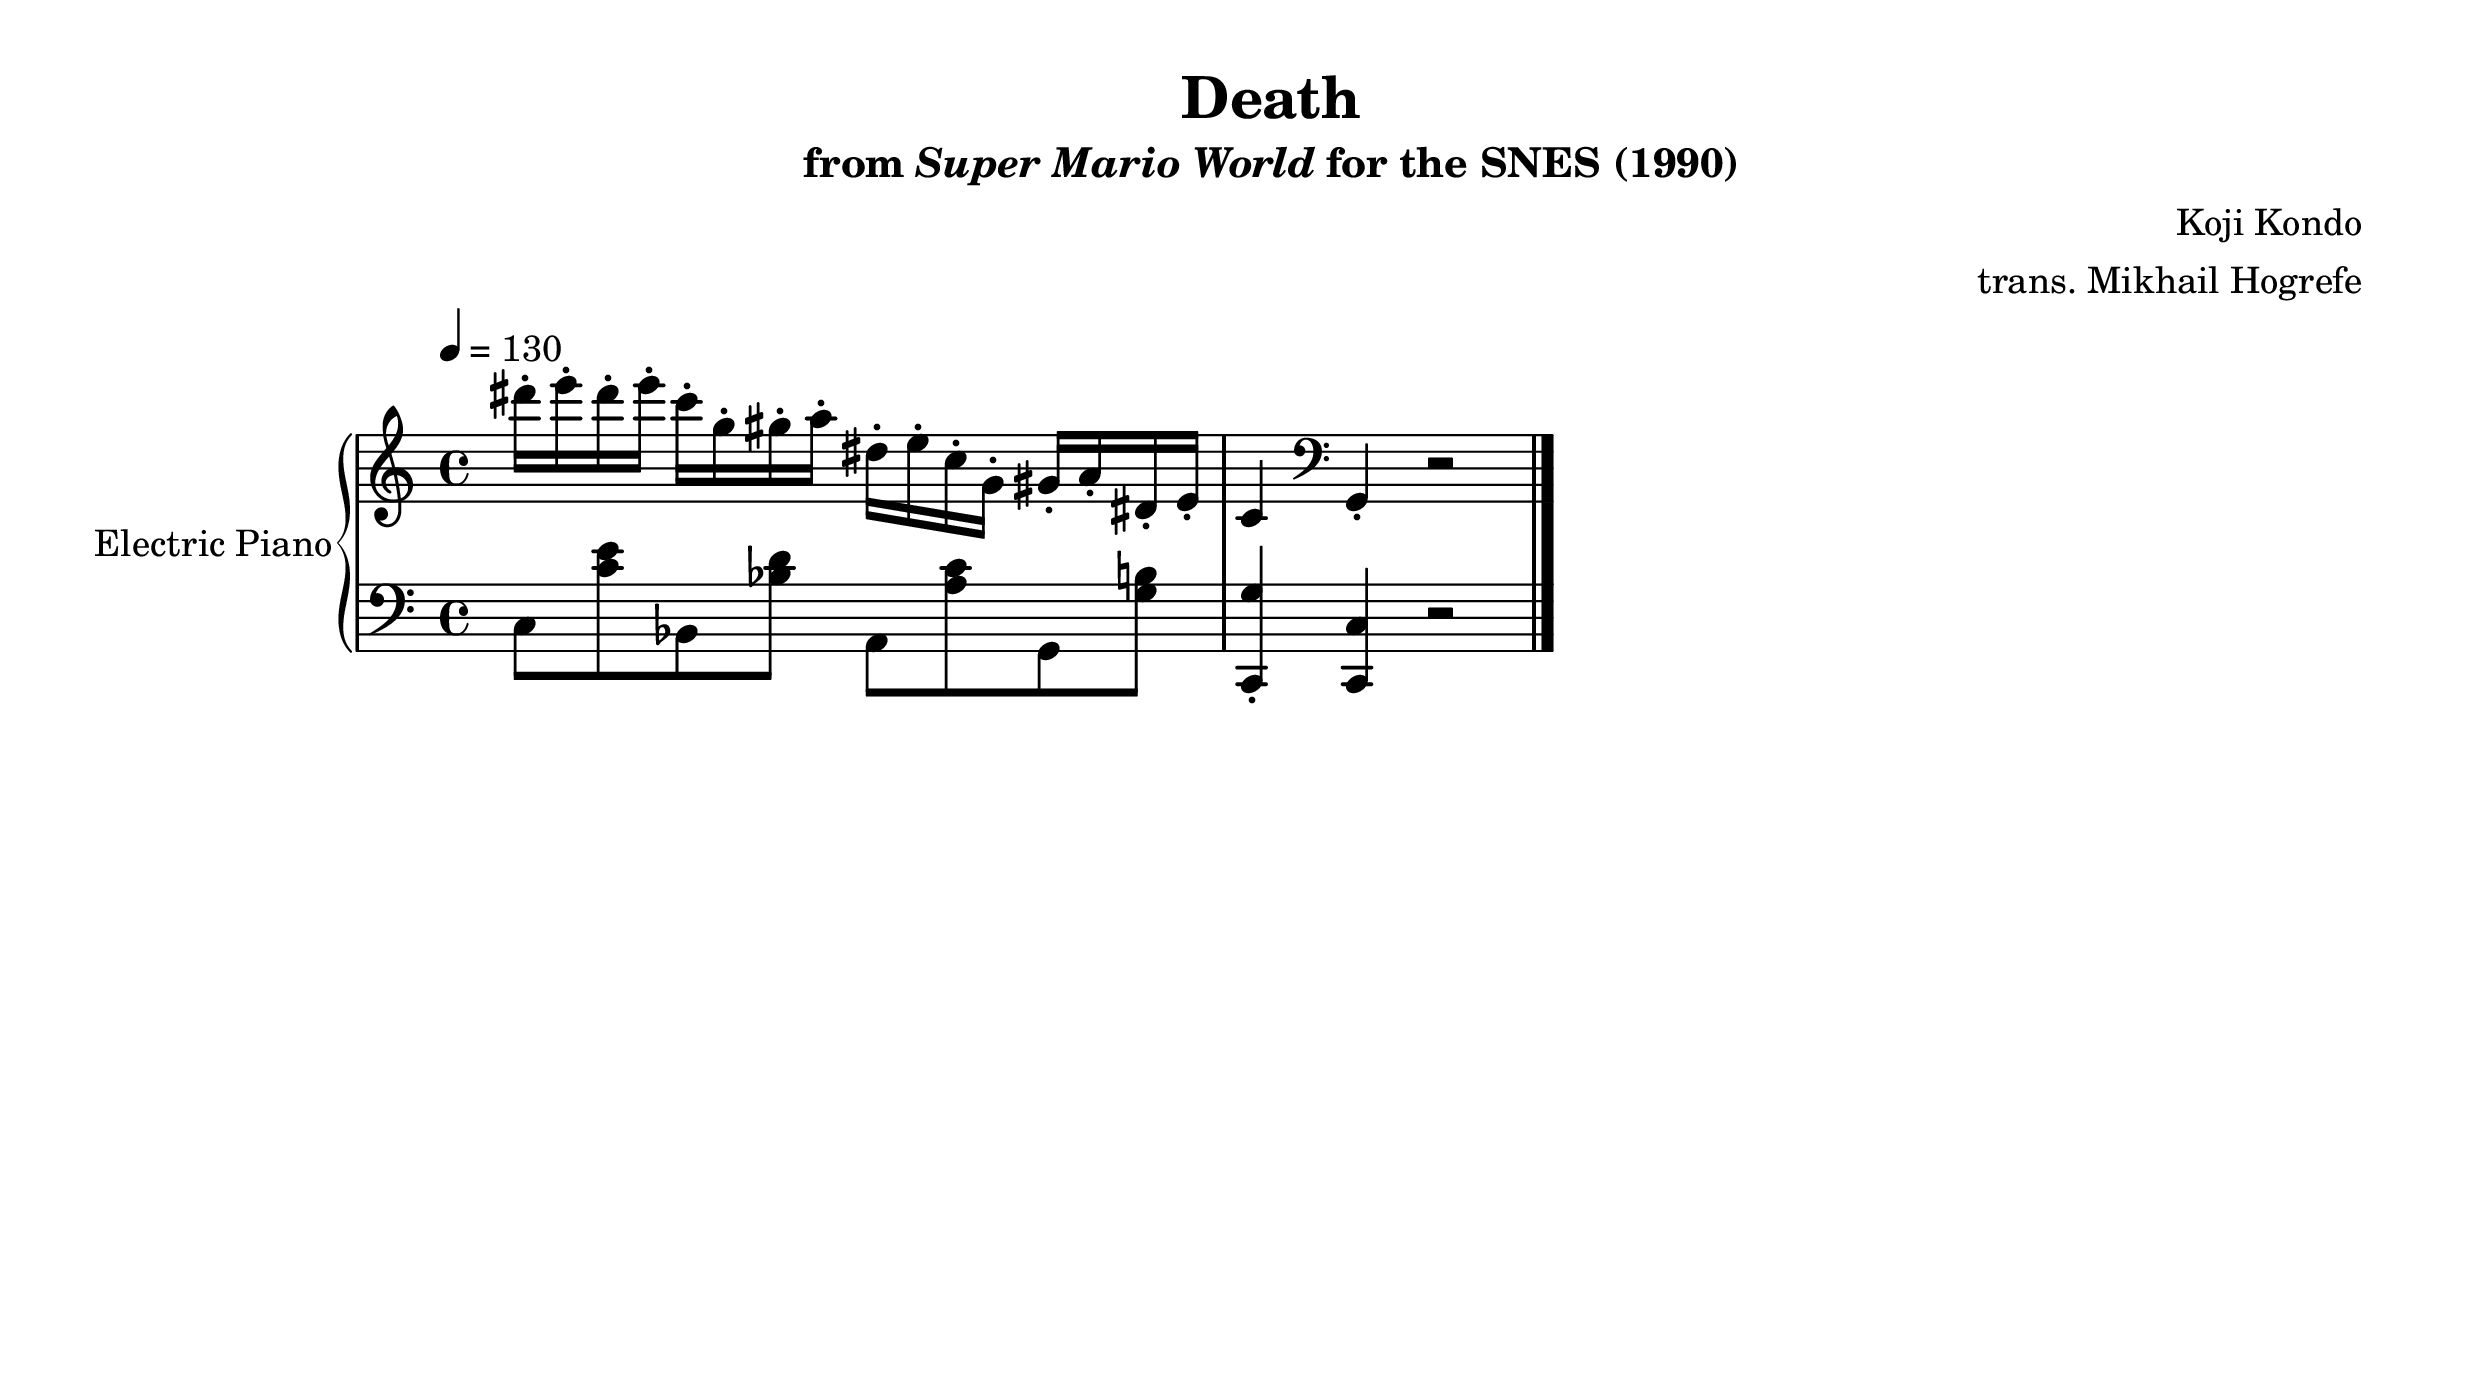 Death
from Super Mario World for the SNES (1990)
Koji Kondo
trans. Mikhail Hogrefe
= 130
Electric Piano